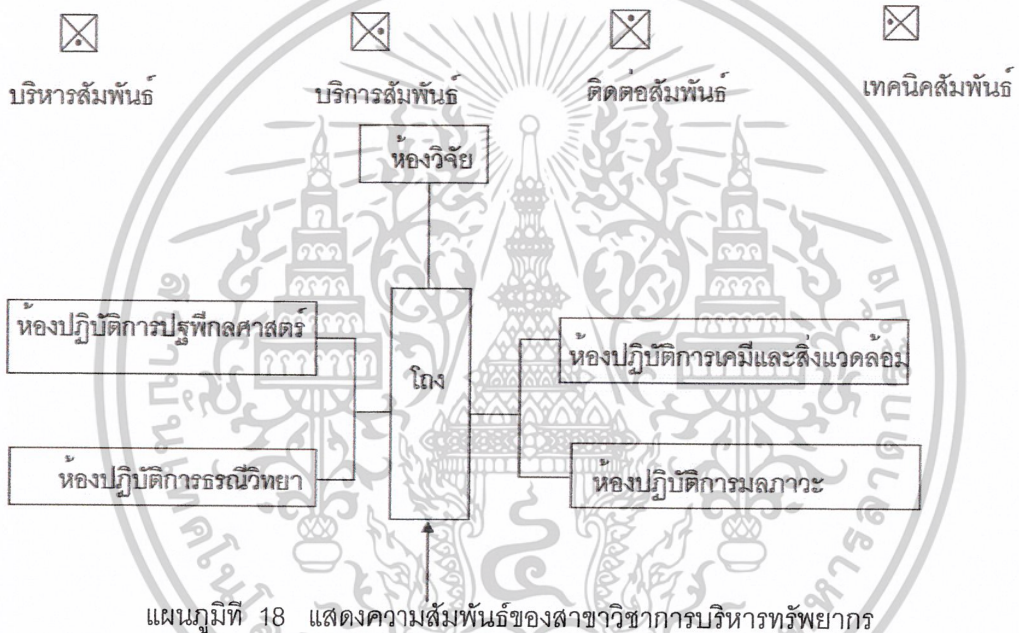 บริหารสัมพันธ์ บริการสัมพันธ์ ติดต่อสัมพันธ์ เทคนิคสัมพันธ์
ห้องวิจัย
ห้องปฏิบัติการปฐพีกลศาสตร์
โถง
ห้องปฏิบัติการเคมีและสิ่งแวดล้อม
ห้องปฏิบัติการธรณีวิทยา
ห้องปฏิบัติการมลภาวะ
แผนภูมิที่ 18 แสดงความสัมพันธ์ของสาขาวิชาการบริหารทรัพยากร